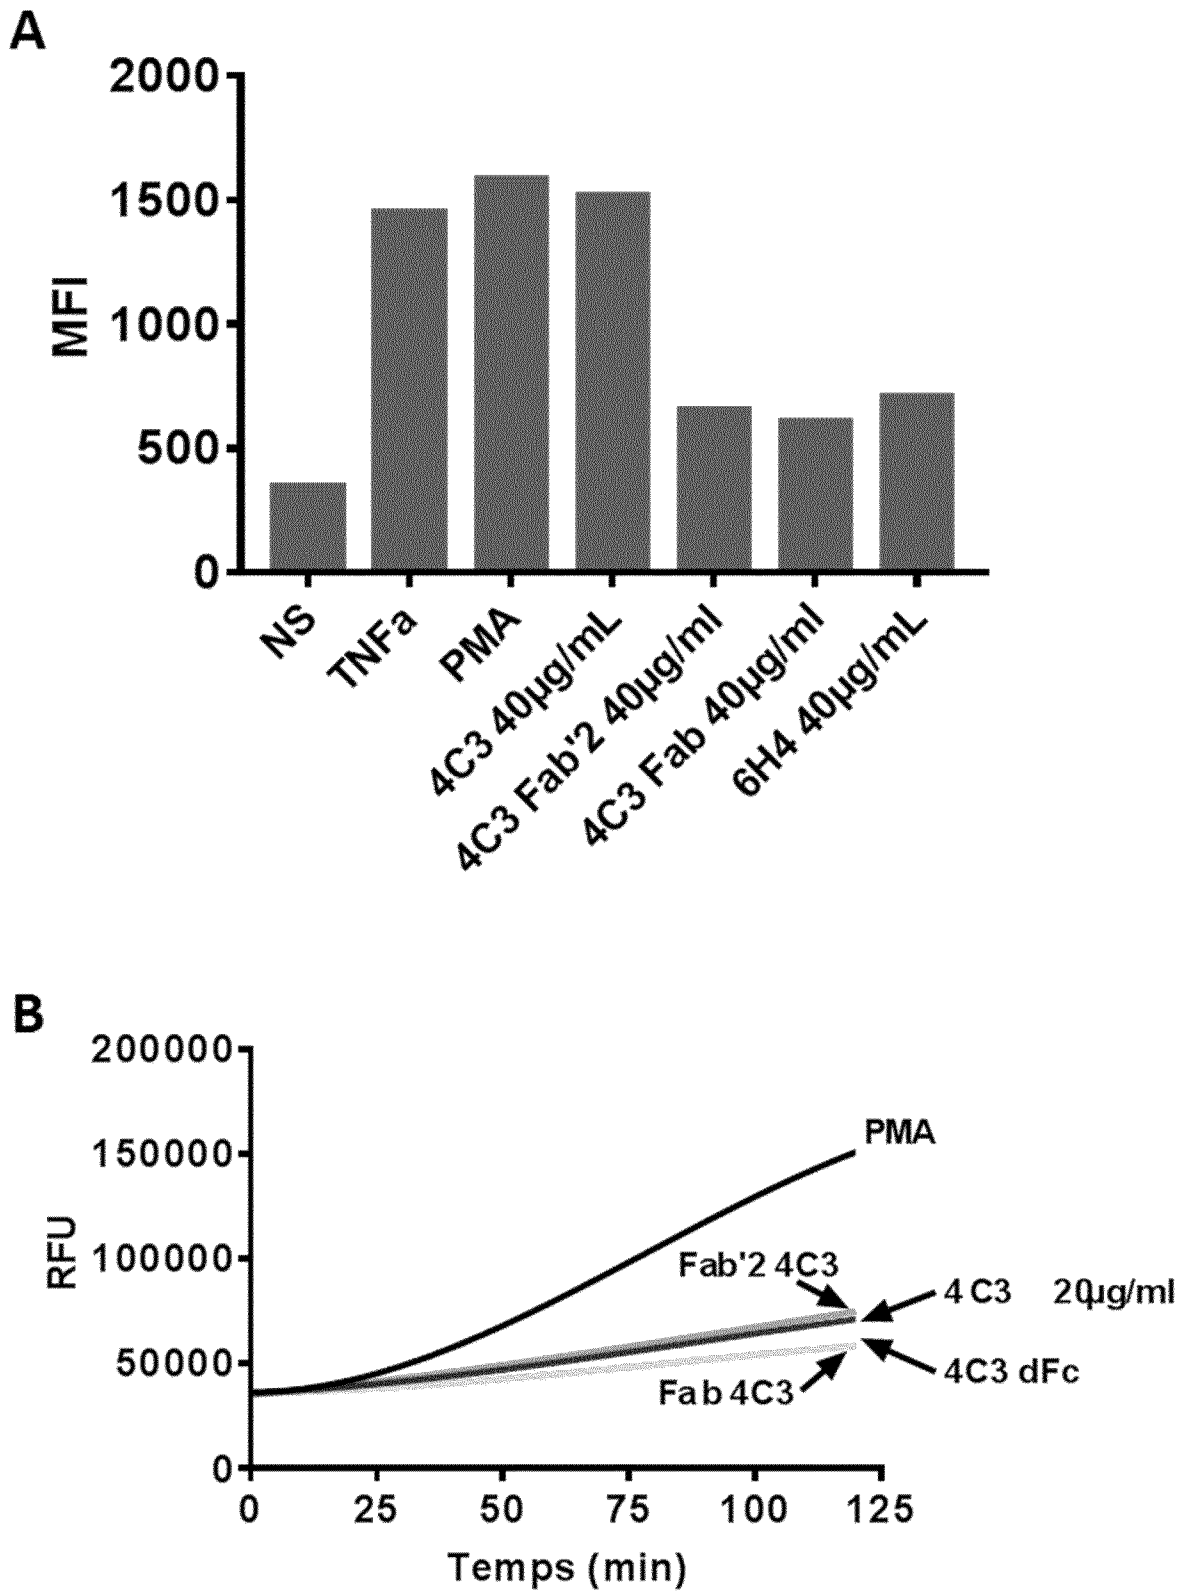 A
2000
1500
1000
500
0
MFI
NS
TNFa
PMA
4C3 40µg/mL
4C3 Fab'2 40µg/ml
4C3 Fab 40µg/ml
6H4 40µg/mL
B
200000
150000
100000
50000
0
RFU
PMA
Fab'2 4C3
4 C3 20µg/ml
4C3 dFc
Fab 4C3
0 25 50 75 100 125
Temps (min)